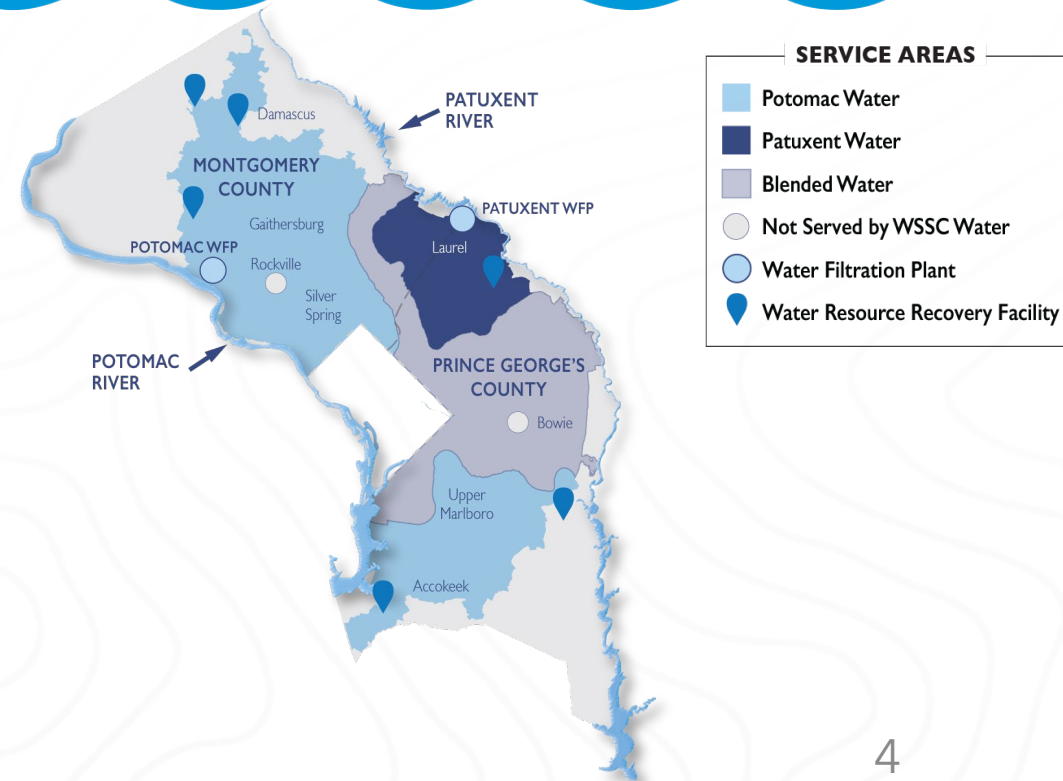 PATUXENT
RIVER
Damascus
MONTGOMERY
COUNTY
Gaithersburg
PATUXENT WFP
Laurel
POTOMAC WFP
Rockville
Silver
Spring
POTOMAC
RIVER
PRINCE GEORGE'S
COUNTY
Bowie
Upper
Marlboro
Accokeek
SERVICE AREAS
Potomac Water
Patuxent Water
Blended Water
Not Served by WSSC Water
Water Filtration Plant
Water Resource Recovery Facility
4